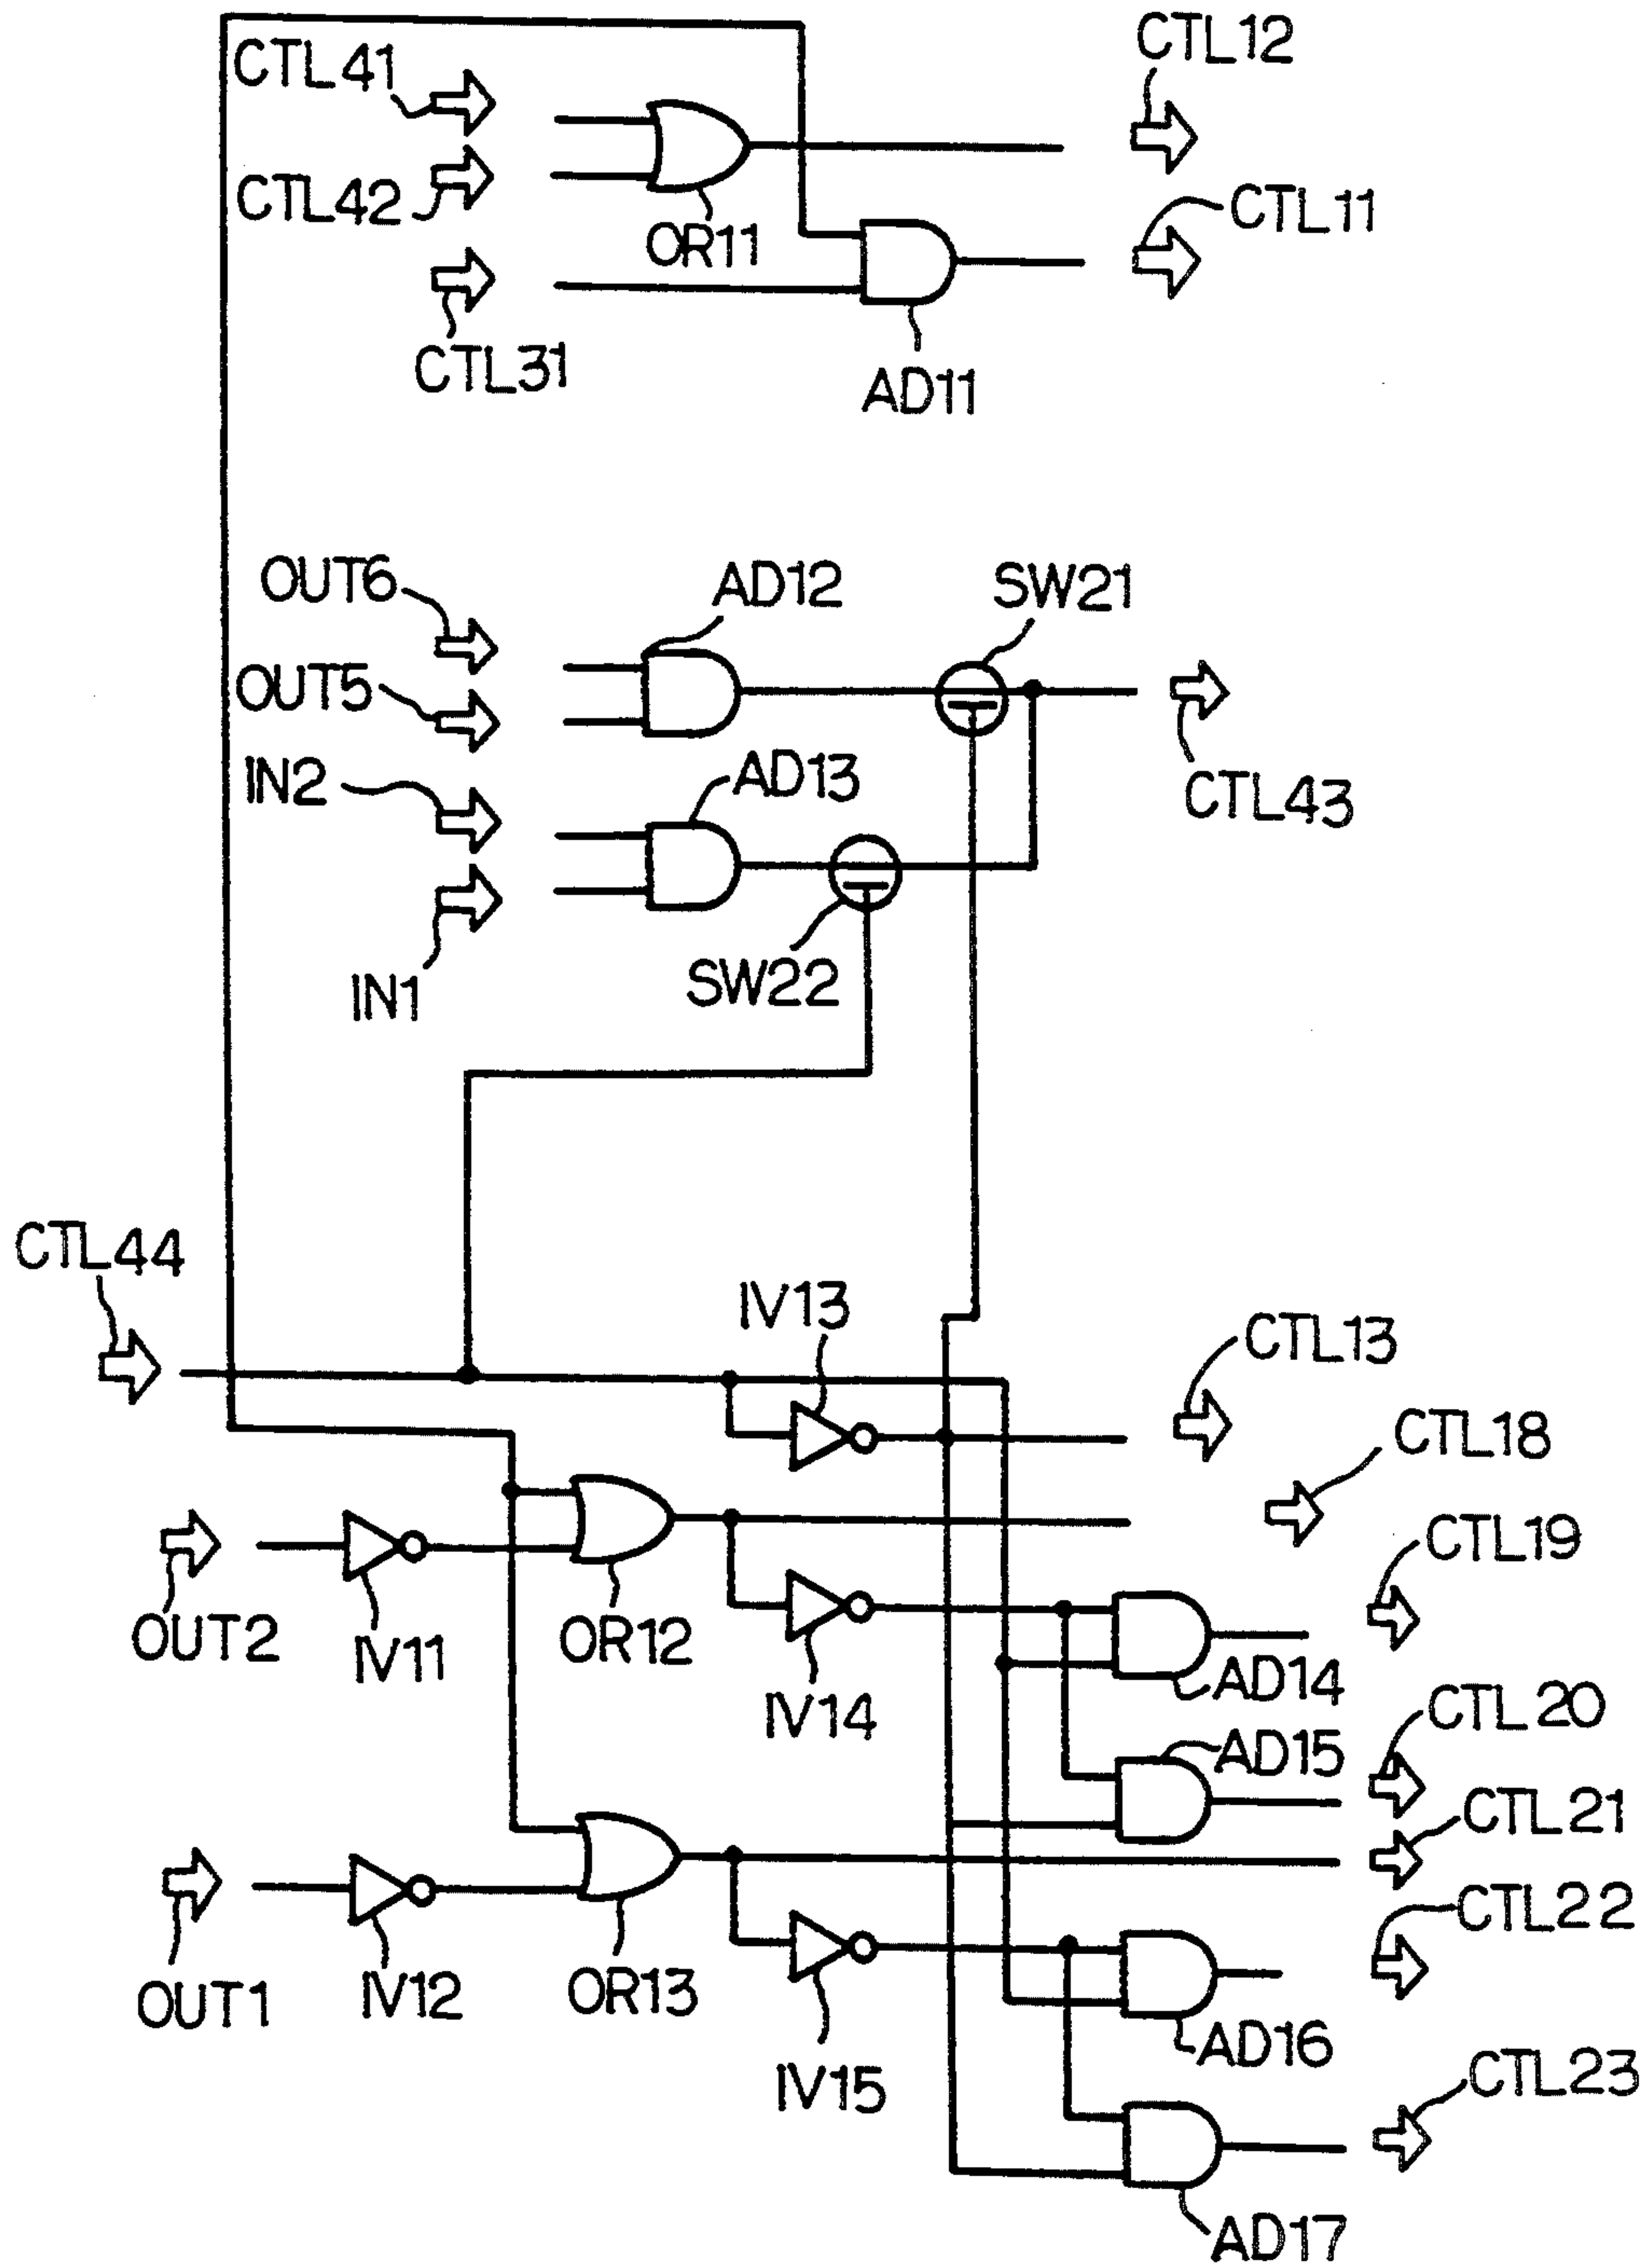 CTL12
CTL41
CTL42
CTL11
OR11
CTL31
AD11
OUT6
AD12
SW21
OUT5
IN2
AD13
CTL43
IN1
SW22
CTL44
IV13
CTL13
CTL18
CTL19
OUT2
IV11
OR12
IV14
AD14
CTL20
AD15
CTL21
CTL22
OUT1
IV12
OR13
IV15
AD16
CTL23
AD17